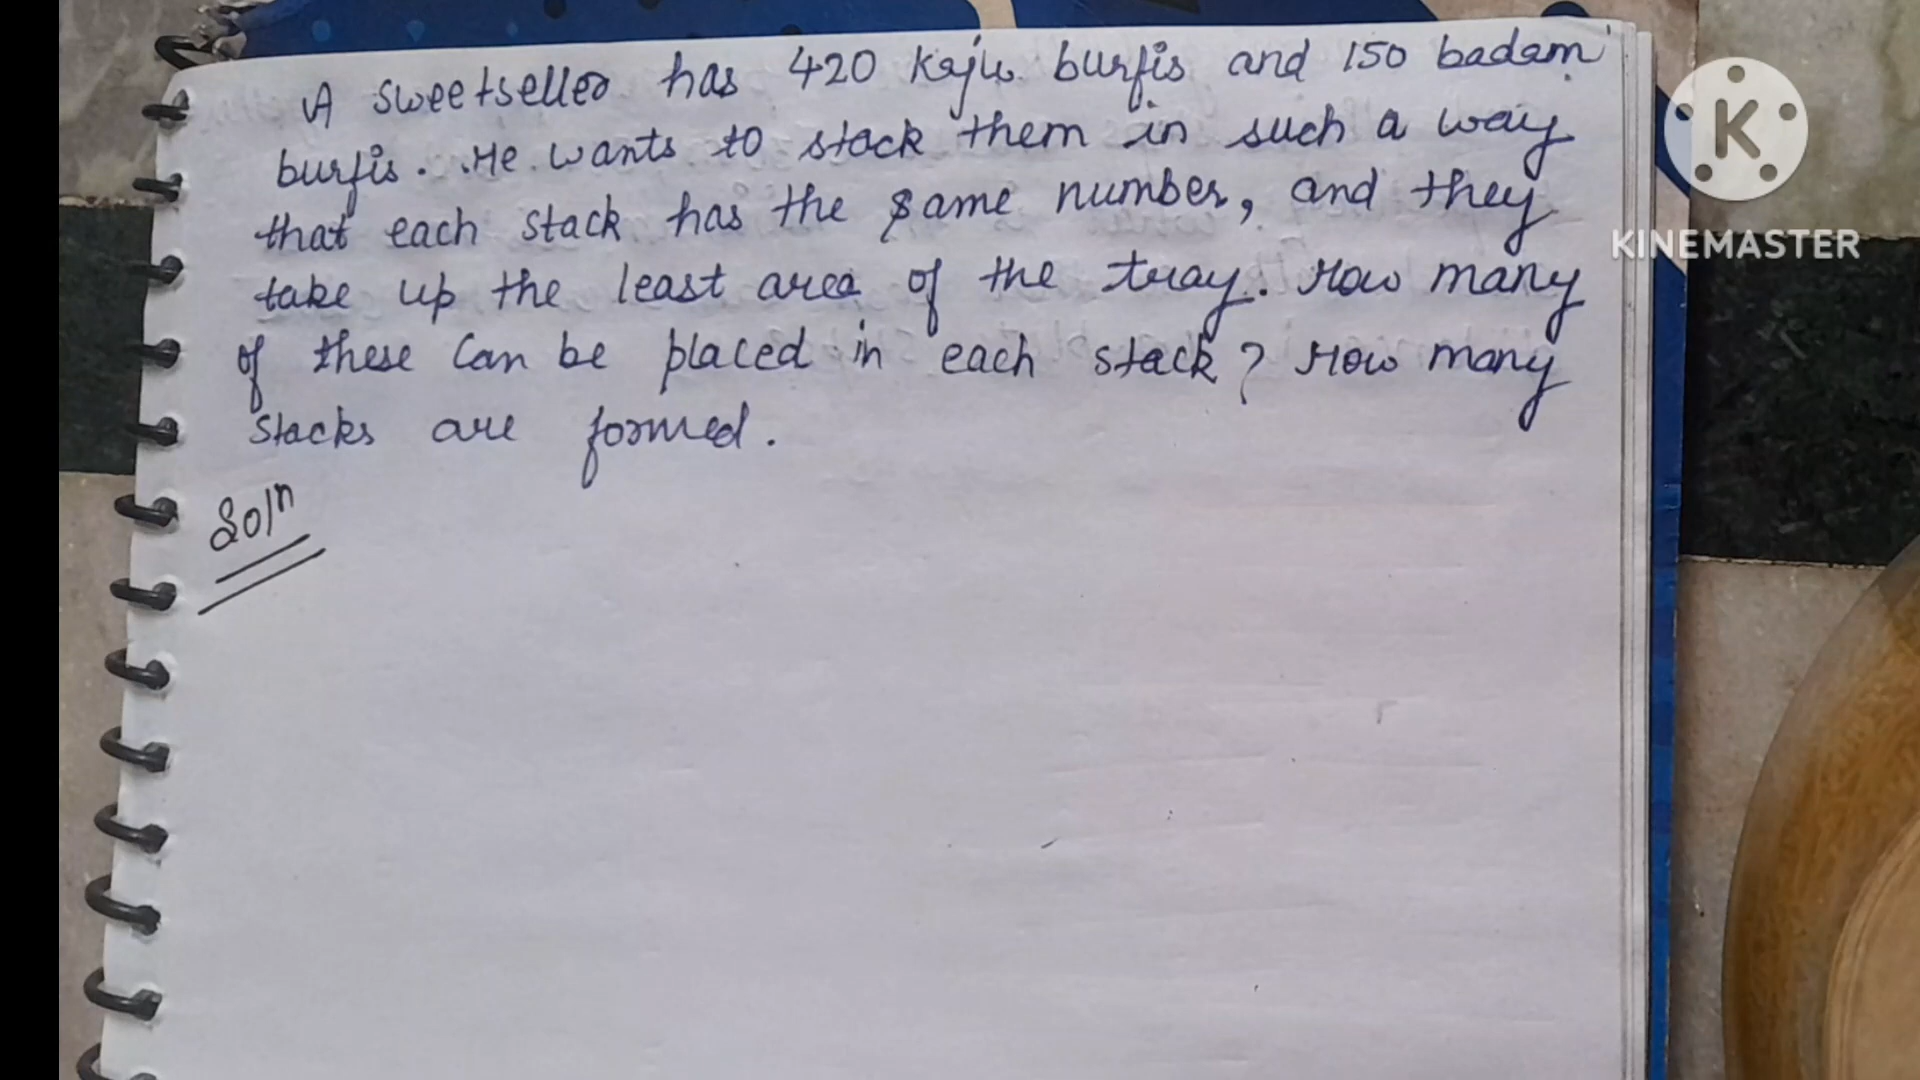 A sweetseller has 420 kaju burfis and 150 badam
burfis. He wants to stack them in such a way
that each stack has the same number, and they
take up the least area of the tray. How many
of these can be placed in each stack? How many
stacks are formed.
Soln
K
KINEMASTER